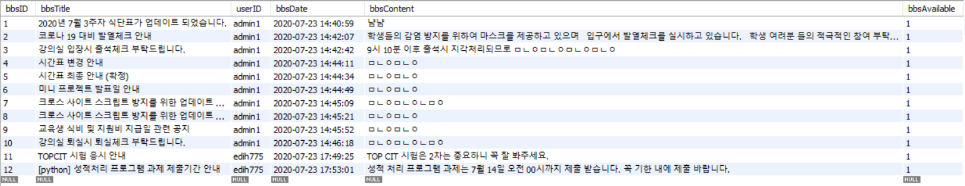 bbsID bbsTitle userID bbsDate bbsContent bbsAvailable
1 2020년 7월 3주차 식단표가 업데이트 되었습니다. admin1 2020-07-23 14:40:59 냠냠 1
2 코로나 19 대비 발열체크 안내 admin1 2020-07-23 14:42:07 학생들의 감염 방지를 위하여 마스크를 제공하고 있으며 입구에서 발열체크를 실시하고 있습니다. 학생 여러분 들의 적극적인 참여 부탁... 1
3 강의실 입장시 출석체크 부탁드립니다. admin1 2020-07-23 14:42:42 9시 10분 이후 출석시 지각처리되므로 ㅁㄴㅇㅁㄴㅇㅁㄴㅇㅁㄴㅇ 1
4 시간표 변경 안내 admin1 2020-07-23 14:44:11 ㅁㄴㅇㅁㄴㅇ 1
5 시간표 최종 안내 (확정) admin1 2020-07-23 14:44:34 ㅁㄴㅇㅁㄴㅇ 1
6 미니 프로젝트 발표일 안내 admin1 2020-07-23 14:44:49 ㅁㄴㅇㅁㄴㅇ 1
7 크로스 사이트 스크립트 방지를 위한 업데이트 ... admin1 2020-07-23 14:45:09 ㅁㄴㅇㅁㄴㅇㄴㅁㅇ 1
8 크로스 사이트 스크립트 방지를 위한 업데이트 ... admin1 2020-07-23 14:45:21 ㅁㄴㅇㅁㄴㅇ 1
9 교육생 식비 및 지원비 지급일 관련 공지 admin1 2020-07-23 14:45:52 ㅁㄴㅇㅁㄴㅇ 1
10 강의실 퇴실시 퇴실체크 부탁드립니다. admin1 2020-07-23 14:46:18 ㅁㄴㅇㅁㄴㅇㄴㅁㅇ 1
11 TOPCIT 시험 응시 안내 edih775 2020-07-23 17:49:25 TOP CIT 시험은 2차는 중요하니 꼭 잘 봐주세요. 1
12 [python] 성적처리 프로그램 과제 제출기간 안내 edih775 2020-07-23 17:53:01 성적 처리 프로그램 과제는 7월 14일 오전 00시까지 제출 받습니다. 꼭 기한 내에 제출 바랍니다. 1
NULL NULL NULL NULL NULL NULL